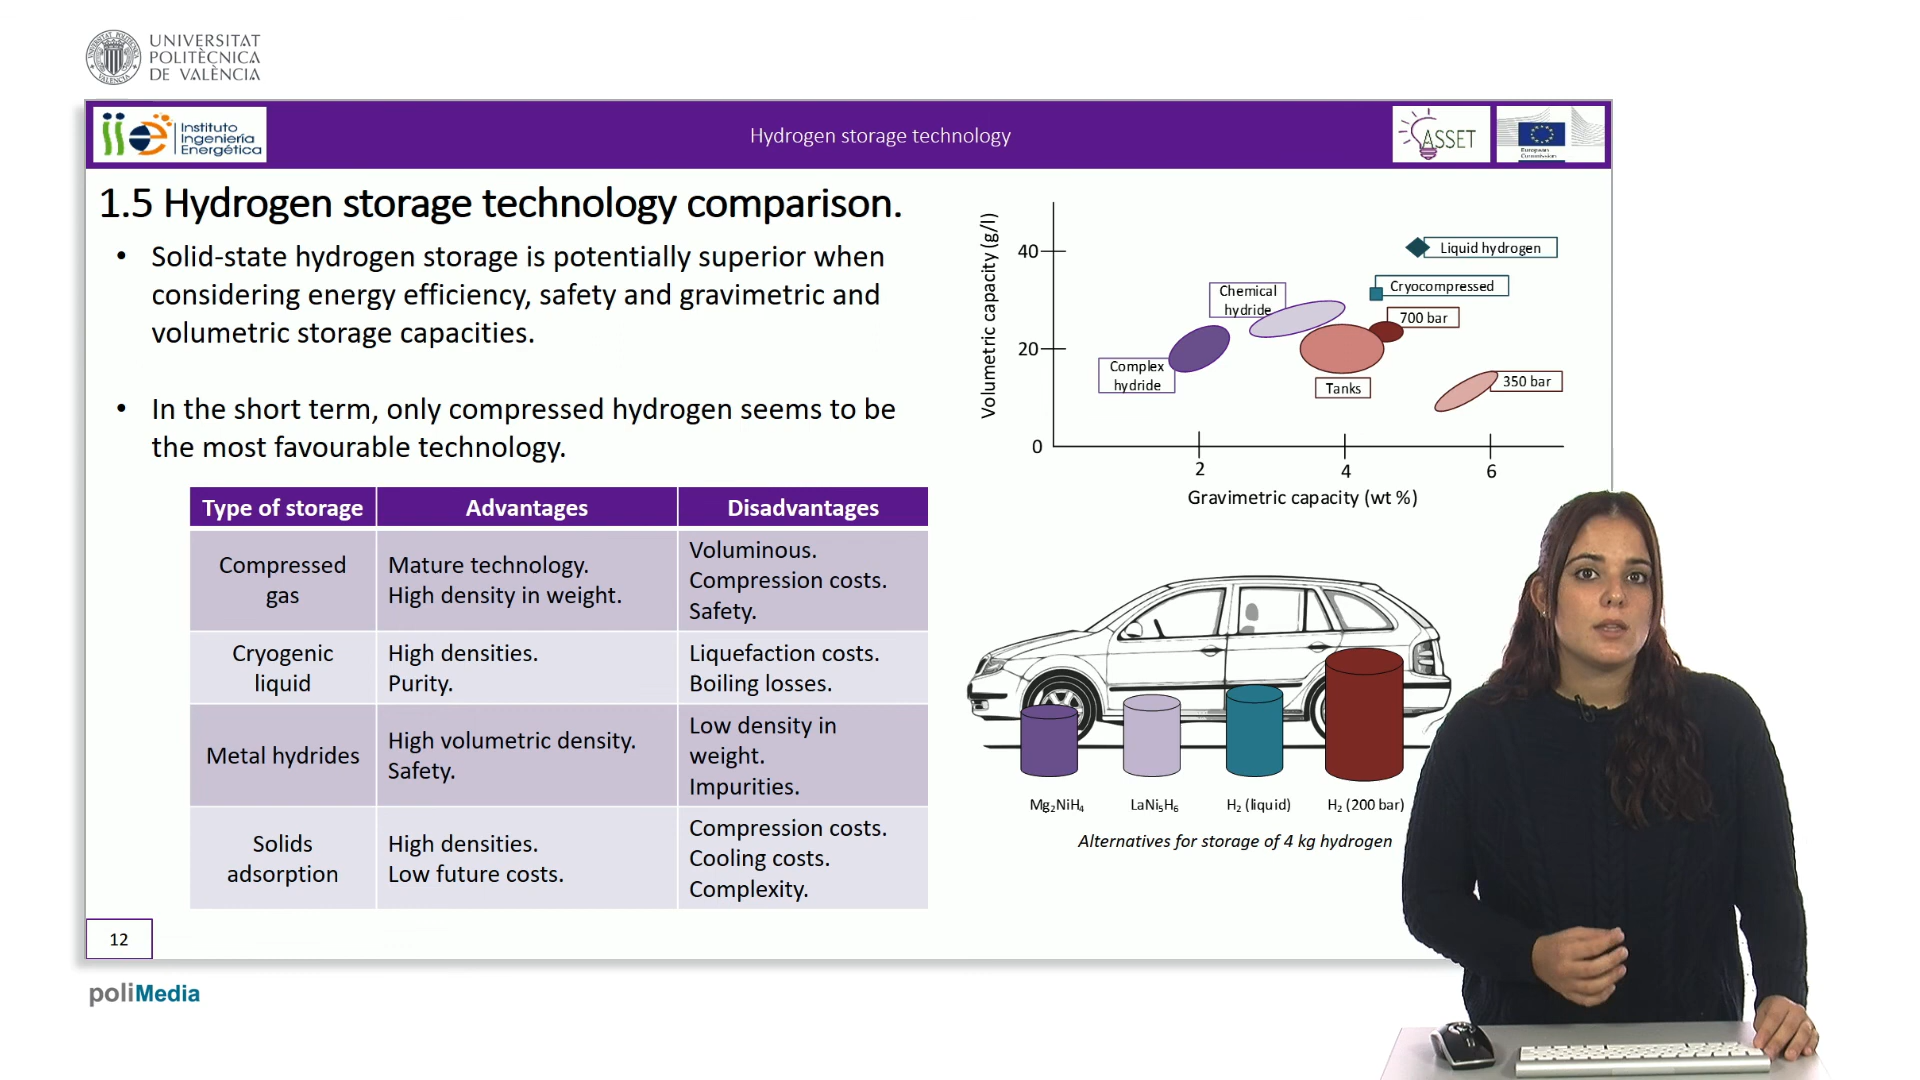 UNIVERSITAT
POLITÈCNICA
DE VALÈNCIA
Instituto
Ingeniería
Energética
Hydrogen storage technology
ASSET
European
Commission
1.5 Hydrogen storage technology comparison.
• Solid-state hydrogen storage is potentially superior when
considering energy efficiency, safety and gravimetric and
volumetric storage capacities.
• In the short term, only compressed hydrogen seems to be
the most favourable technology.
Type of storage Advantages Disadvantages
Compressed
gas
Mature technology.
High density in weight.
Voluminous.
Compression costs.
Safety.
Cryogenic
liquid
High densities.
Purity.
Liquefaction costs.
Boiling losses.
Metal hydrides
High volumetric density.
Safety.
Low density in
weight.
Impurities.
Solids
adsorption
High densities.
Low future costs.
Compression costs.
Cooling costs.
Complexity.
Volumetric capacity (g/l)
40
20
0
Liquid hydrogen
Cryocompressed
Chemical
hydride
700 bar
Complex
hydride
Tanks
350 bar
2 4 6
Gravimetric capacity (wt %)
Mg₂NiH₄ LaNi₅H₆ H₂ (liquid) H₂ (200 bar)
Alternatives for storage of 4 kg hydrogen
12
poliMedia